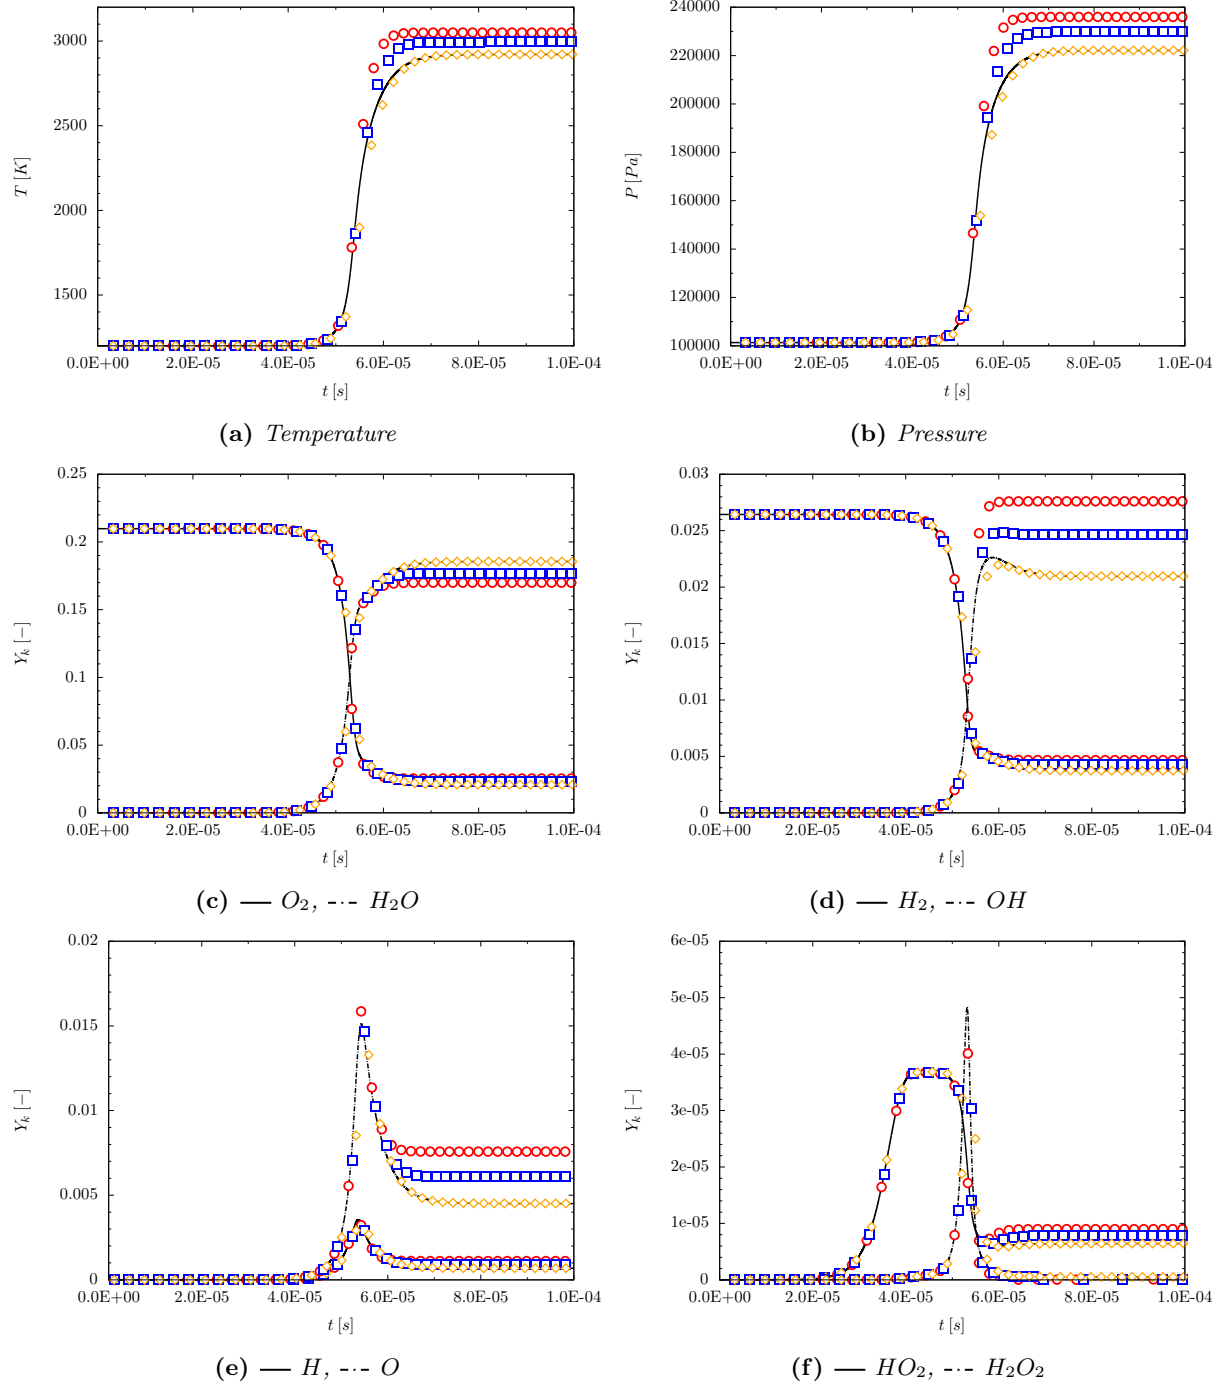 3000
2500
2000
1500
T [K]
0.0E+00 2.0E-05 4.0E-05 6.0E-05 8.0E-05 1.0E-04
t [s]
(a) Temperature
240000
220000
200000
180000
160000
140000
120000
100000
P [Pa]
0.0E+00 2.0E-05 4.0E-05 6.0E-05 8.0E-05 1.0E-04
t [s]
(b) Pressure
0.25
0.2
0.15
0.1
0.05
0
Y_k [−]
0.0E+00 2.0E-05 4.0E-05 6.0E-05 8.0E-05 1.0E-04
t [s]
(c) — O₂, -·- H₂O
0.03
0.025
0.02
0.015
0.01
0.005
0
Y_k [−]
0.0E+00 2.0E-05 4.0E-05 6.0E-05 8.0E-05 1.0E-04
t [s]
(d) — H₂, -·- OH
0.02
0.015
0.01
0.005
0
Y_k [−]
0.0E+00 2.0E-05 4.0E-05 6.0E-05 8.0E-05 1.0E-04
t [s]
(e) — H, -·- O
6e-05
5e-05
4e-05
3e-05
2e-05
1e-05
0
Y_k [−]
0.0E+00 2.0E-05 4.0E-05 6.0E-05 8.0E-05 1.0E-04
t [s]
(f) — HO₂, -·- H₂O₂